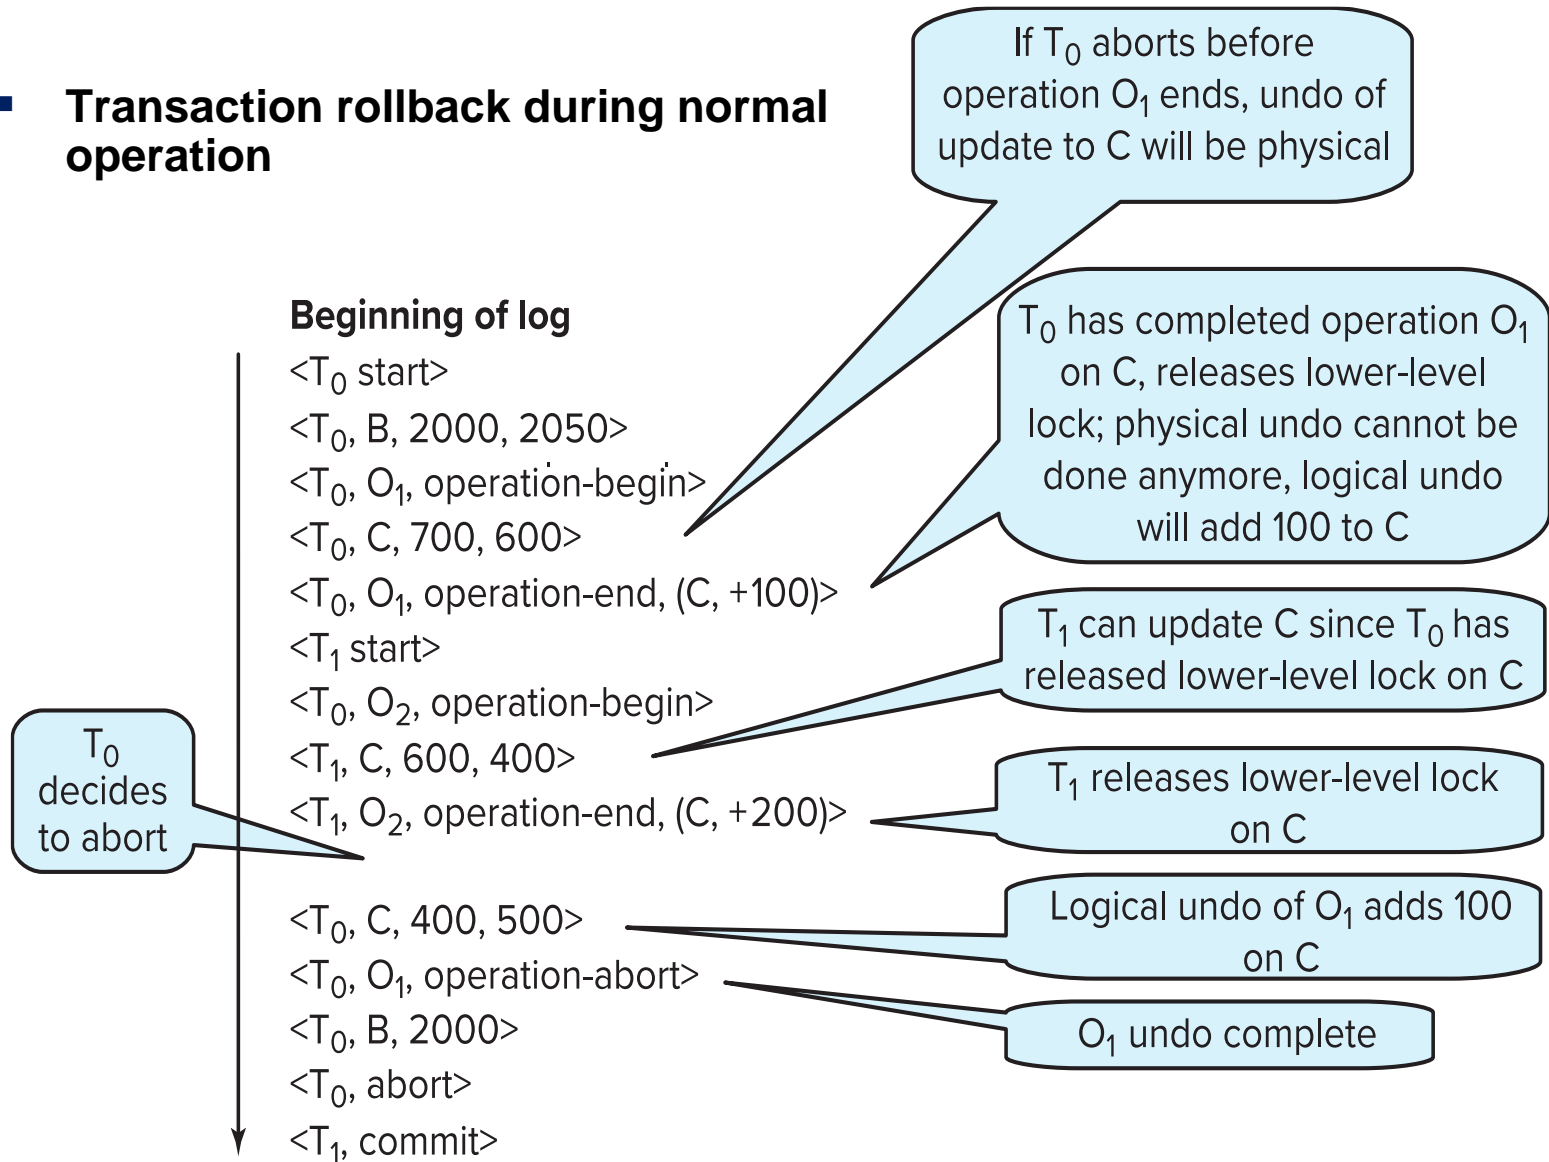 ▪ Transaction rollback during normal
operation
If T₀ aborts before
operation O₁ ends, undo of
update to C will be physical
Beginning of log
<T₀ start>
<T₀, B, 2000, 2050>
<T₀, O₁, operation-begin>
<T₀, C, 700, 600>
<T₀, O₁, operation-end, (C, +100)>
<T₁ start>
<T₀, O₂, operation-begin>
<T₁, C, 600, 400>
<T₁, O₂, operation-end, (C, +200)>
<T₀, C, 400, 500>
<T₀, O₁, operation-abort>
<T₀, B, 2000>
<T₀, abort>
<T₁, commit>
T₀
decides
to abort
T₀ has completed operation O₁
on C, releases lower-level
lock; physical undo cannot be
done anymore, logical undo
will add 100 to C
T₁ can update C since T₀ has
released lower-level lock on C
T₁ releases lower-level lock
on C
Logical undo of O₁ adds 100
on C
O₁ undo complete